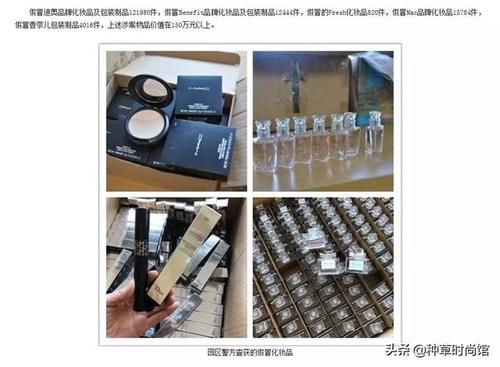 假冒迪奥品牌化妆品及包装制品121980件，假冒Benefit品牌化妆品及包装制品12444件，假冒的Fresh化妆品820件，假冒Mac品牌化妆品15784件，
假冒香奈儿包装制品4016件，上述涉案物品价值在150万元以上。
MAC
Dior
园区警方查获的假冒化妆品
头条 @种草时尚馆